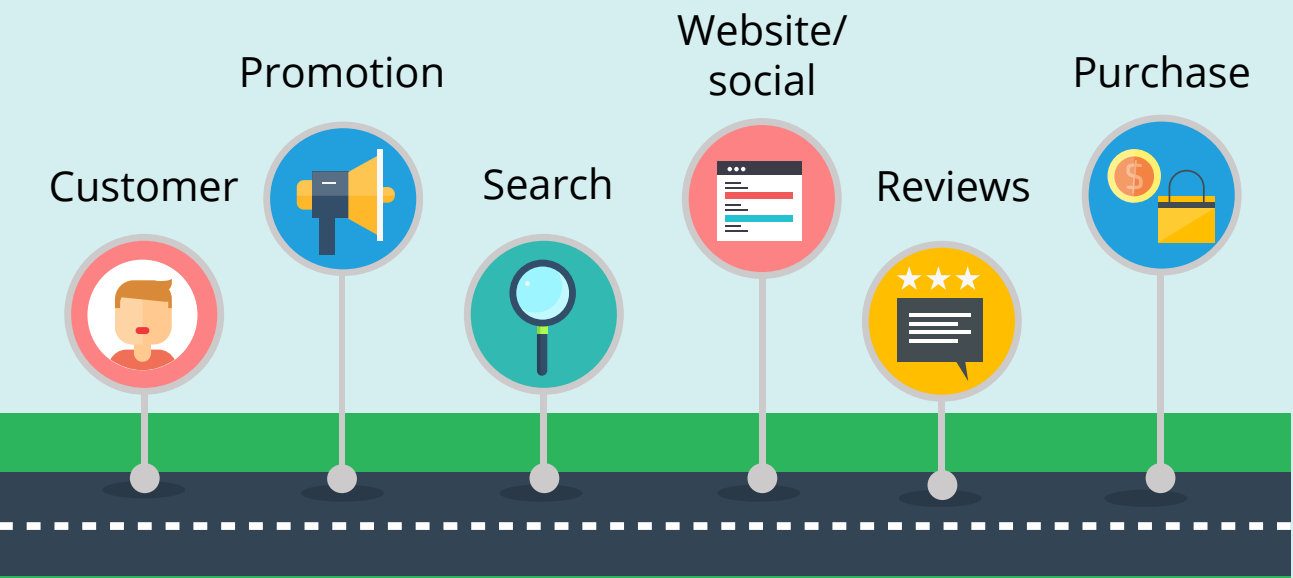 Customer
Promotion
Search
Website/
social
Reviews
Purchase
$